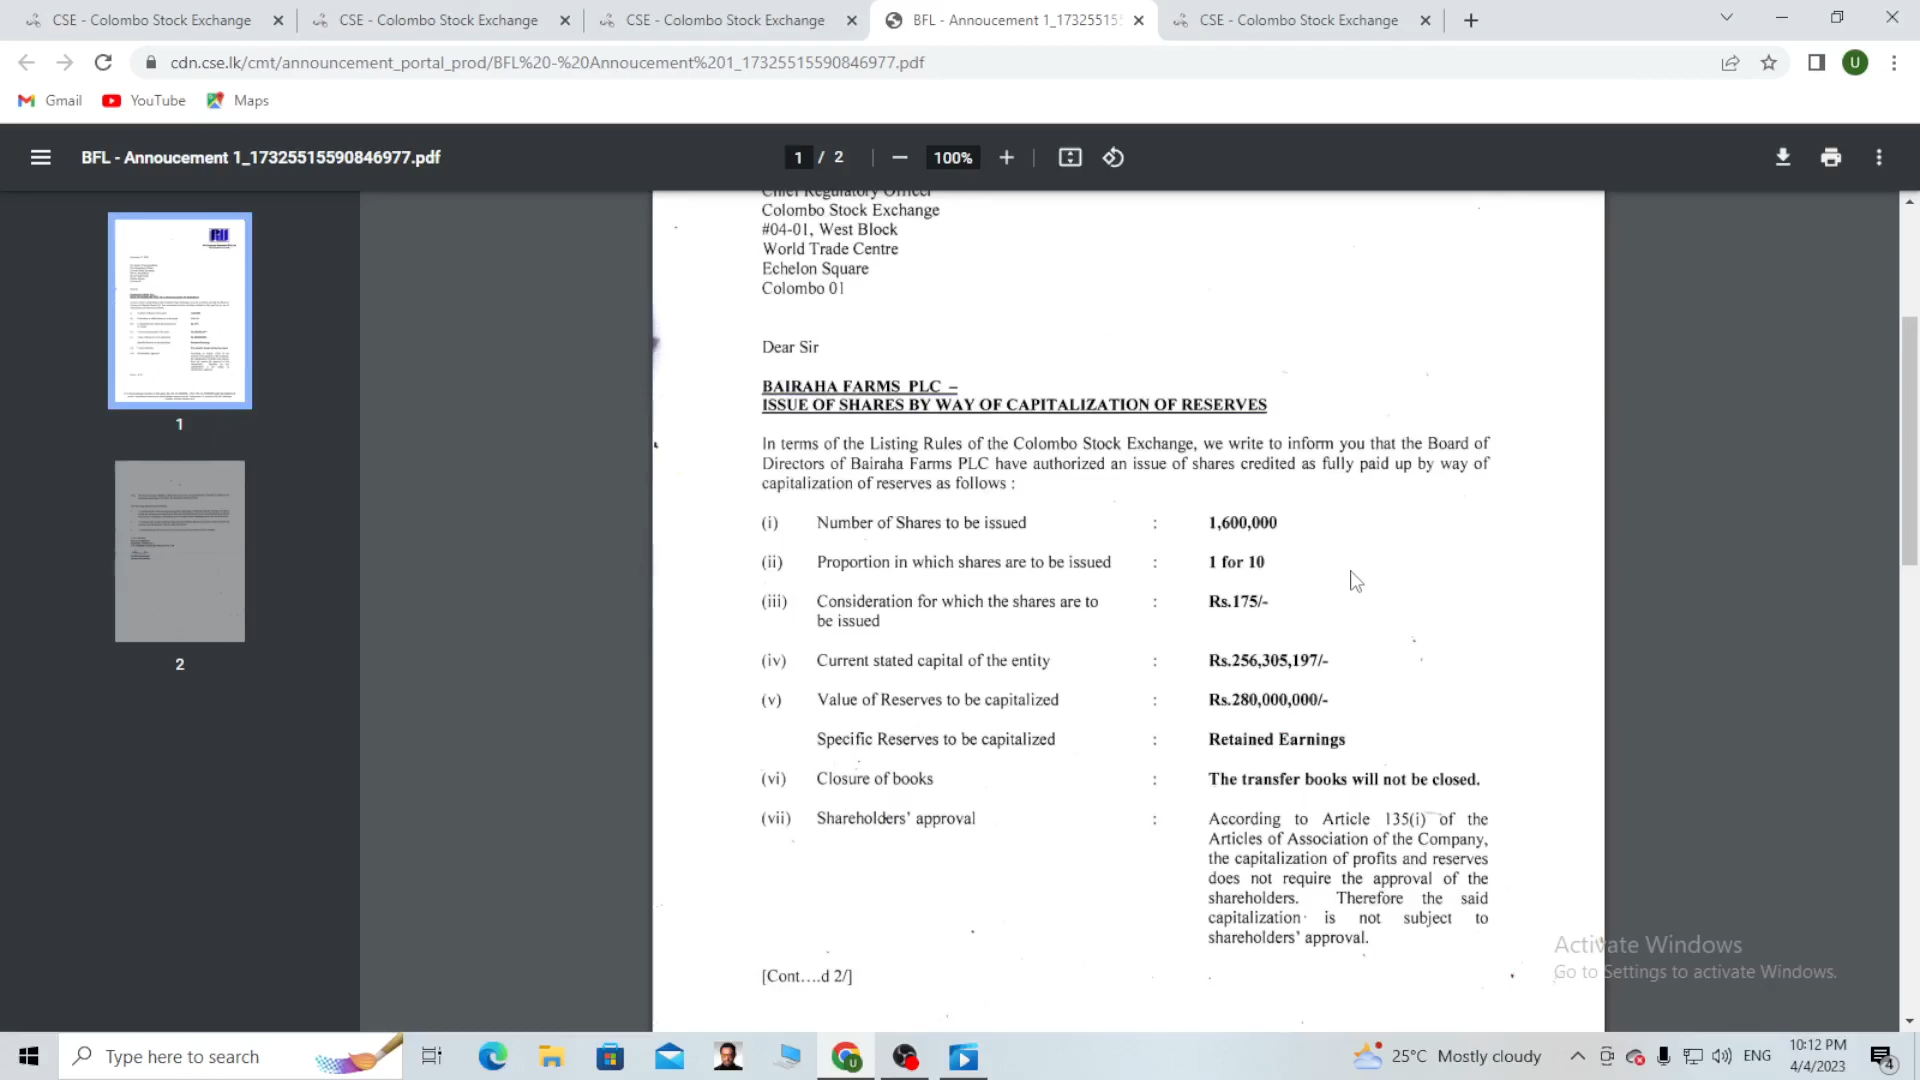 CSE - Colombo Stock Exchange
CSE - Colombo Stock Exchange
CSE - Colombo Stock Exchange
BFL - Annoucement 1_17325515
CSE - Colombo Stock Exchange
cdn.cse.lk/cmt/announcement_portal_prod/BFL%20-%20Annoucement%201_17325515590846977.pdf
U
Gmail
YouTube
Maps
BFL - Annoucement 1_17325515590846977.pdf
1 / 2
100%
1
2
Chief Regulatory Officer
Colombo Stock Exchange
#04-01, West Block
World Trade Centre
Echelon Square
Colombo 01
Dear Sir
BAIRAHA FARMS PLC –
ISSUE OF SHARES BY WAY OF CAPITALIZATION OF RESERVES
In terms of the Listing Rules of the Colombo Stock Exchange, we write to inform you that the Board of
Directors of Bairaha Farms PLC have authorized an issue of shares credited as fully paid up by way of
capitalization of reserves as follows :
(i) Number of Shares to be issued : 1,600,000
(ii) Proportion in which shares are to be issued : 1 for 10
(iii) Consideration for which the shares are to : Rs.175/-
be issued
(iv) Current stated capital of the entity : Rs.256,305,197/-
(v) Value of Reserves to be capitalized : Rs.280,000,000/-
Specific Reserves to be capitalized : Retained Earnings
(vi) Closure of books : The transfer books will not be closed.
(vii) Shareholders' approval : According to Article 135(i) of the
Articles of Association of the Company,
the capitalization of profits and reserves
does not require the approval of the
shareholders. Therefore the said
capitalization is not subject to
shareholders' approval.
[Cont....d 2/]
Activate Windows
Go to Settings to activate Windows.
Type here to search
U
25°C Mostly cloudy
ENG
10:12 PM
4/4/2023
4